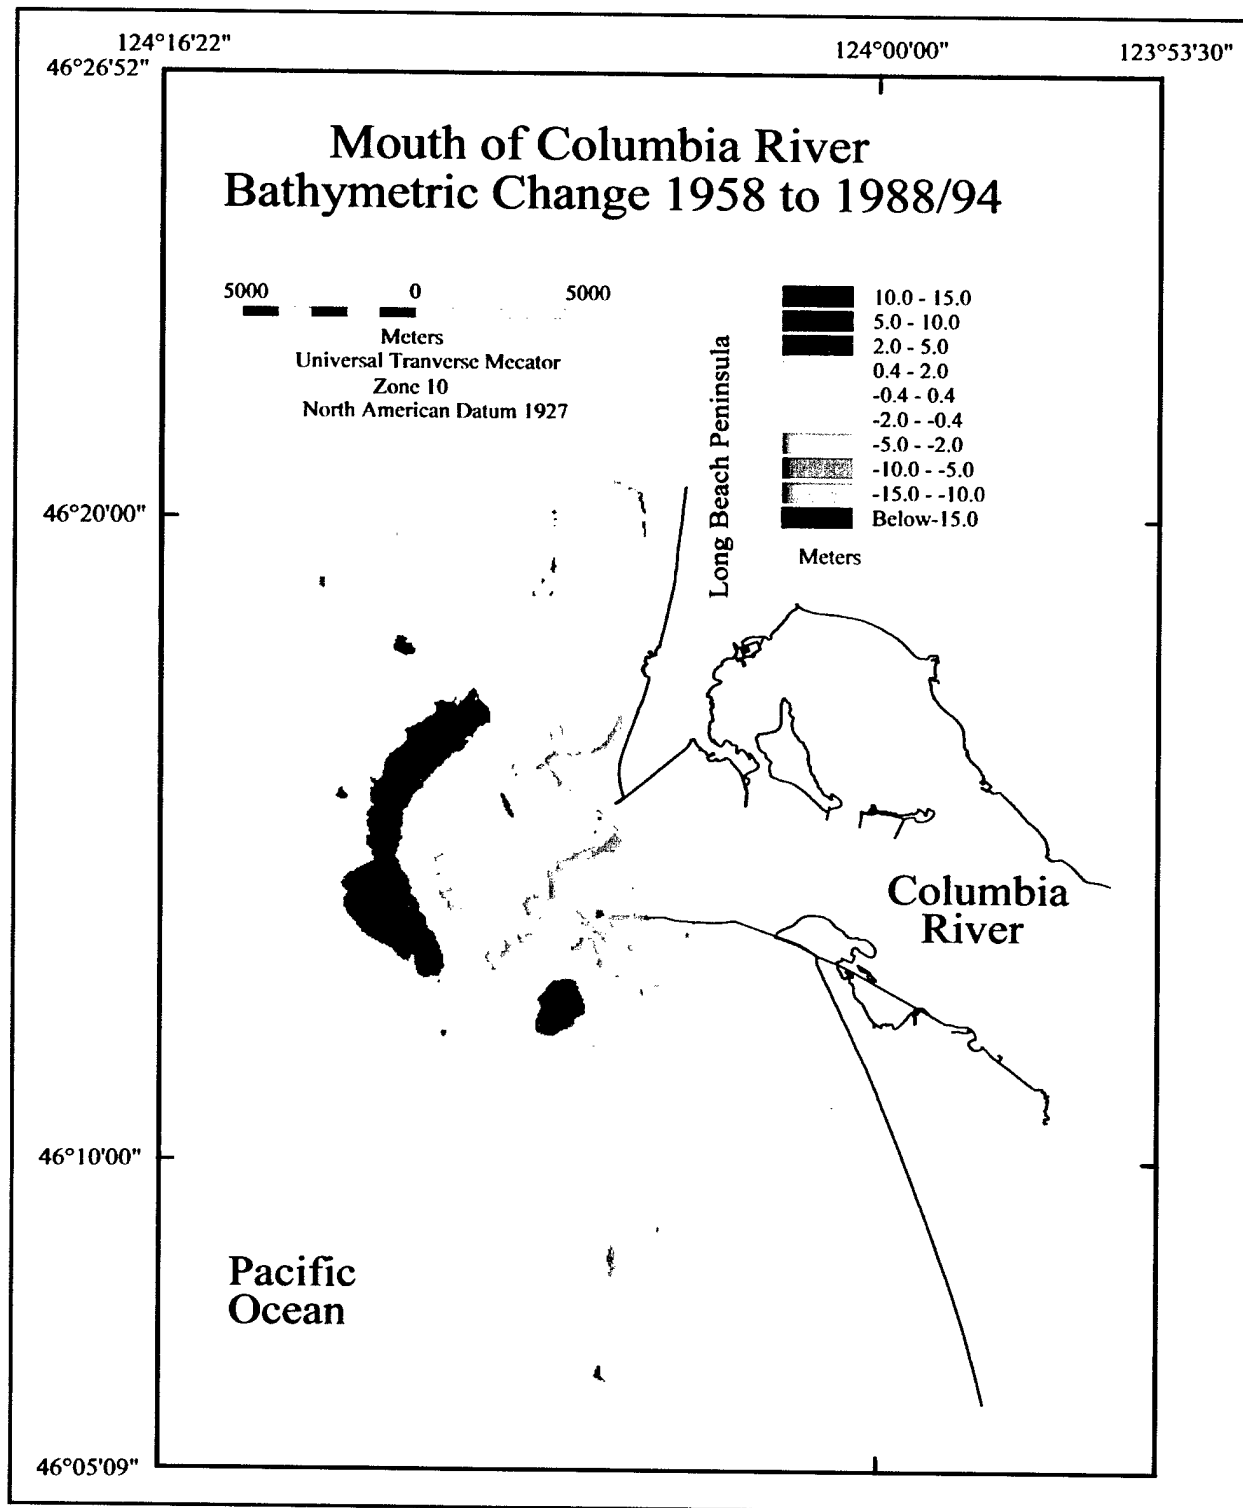 124°16'22"
124°00'00"
123°53'30"
46°26'52"
Mouth of Columbia River
Bathymetric Change 1958 to 1988/94
5000 0 5000
Meters
Universal Tranverse Mecator
Zone 10
North American Datum 1927
10.0 - 15.0
5.0 - 10.0
2.0 - 5.0
0.4 - 2.0
-0.4 - 0.4
-2.0 - -0.4
-5.0 - -2.0
-10.0 - -5.0
-15.0 - -10.0
Below-15.0
Meters
Long Beach Peninsula
46°20'00"
Columbia
River
46°10'00"
Pacific
Ocean
46°05'09"